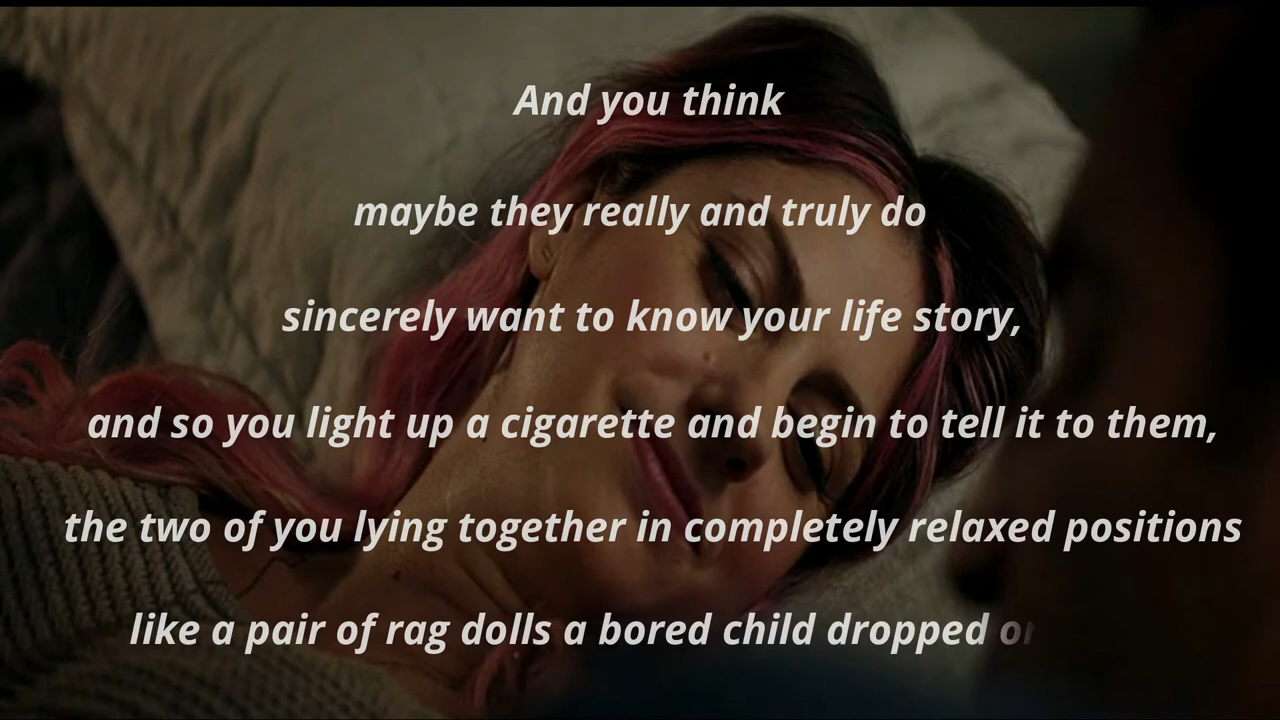 And you think
maybe they really and truly do
sincerely want to know your life story,
and so you light up a cigarette and begin to tell it to them,
the two of you lying together in completely relaxed positions
like a pair of rag dolls a bored child dropped